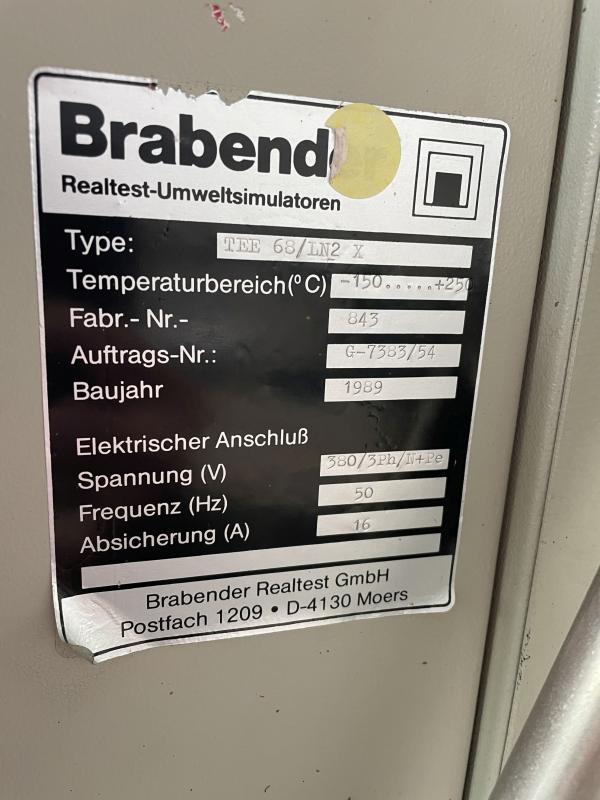 Brabender
Realtest-Umweltsimulatoren
Type: TEE 68/LN2 X
Temperaturbereich(°C) -150.....+250
Fabr.- Nr.- 843
Auftrags-Nr.: G-7383/54
Baujahr 1989
Elektrischer Anschluß
Spannung (V) 380/3Ph/N+Pe
Frequenz (Hz) 50
Absicherung (A) 16
Brabender Realtest GmbH
Postfach 1209 • D-4130 Moers